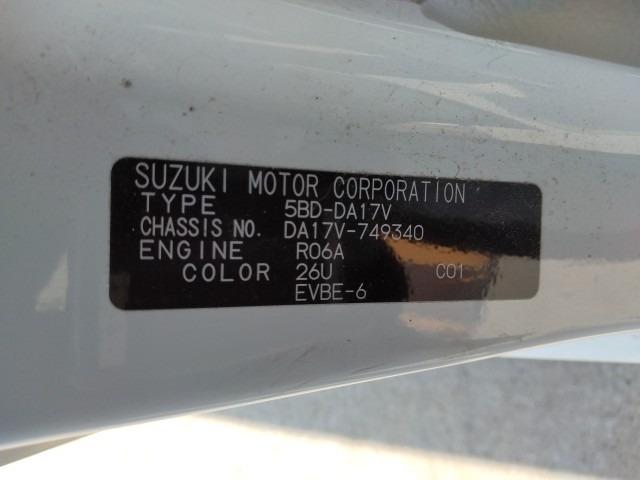 SUZUKI MOTOR CORPORATION
TYPE 5BD-DA17V
CHASSIS NO. DA17V-749340
ENGINE R06A
COLOR 26U C01
EVBE-6